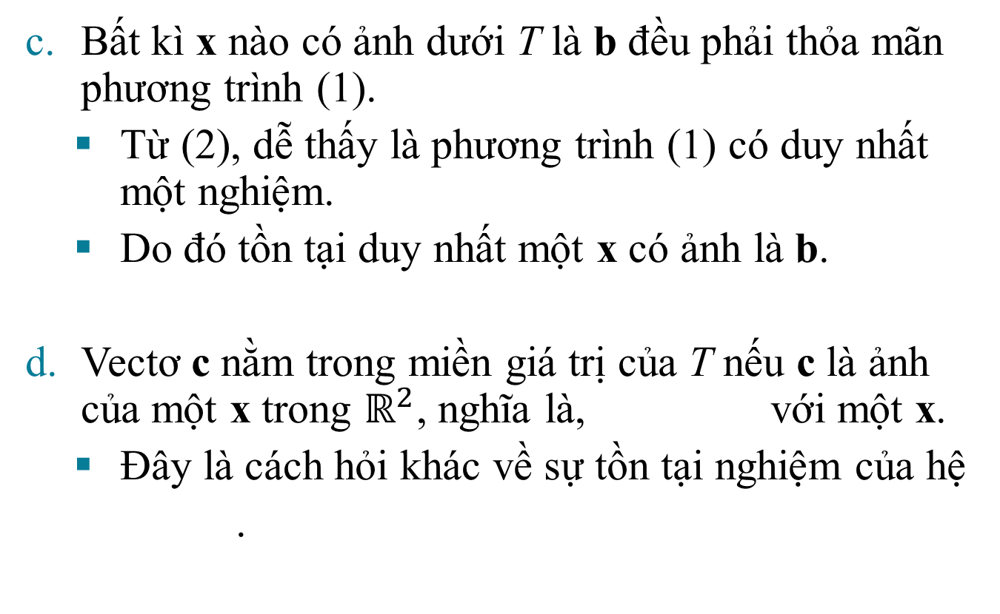 c. Bất kì x nào có ảnh dưới T là b đều phải thỏa mãn
phương trình (1).
▪ Từ (2), dễ thấy là phương trình (1) có duy nhất
một nghiệm.
▪ Do đó tồn tại duy nhất một x có ảnh là b.
d. Vectơ c nằm trong miền giá trị của T nếu c là ảnh
của một x trong ℝ², nghĩa là, với một x.
▪ Đây là cách hỏi khác về sự tồn tại nghiệm của hệ
.